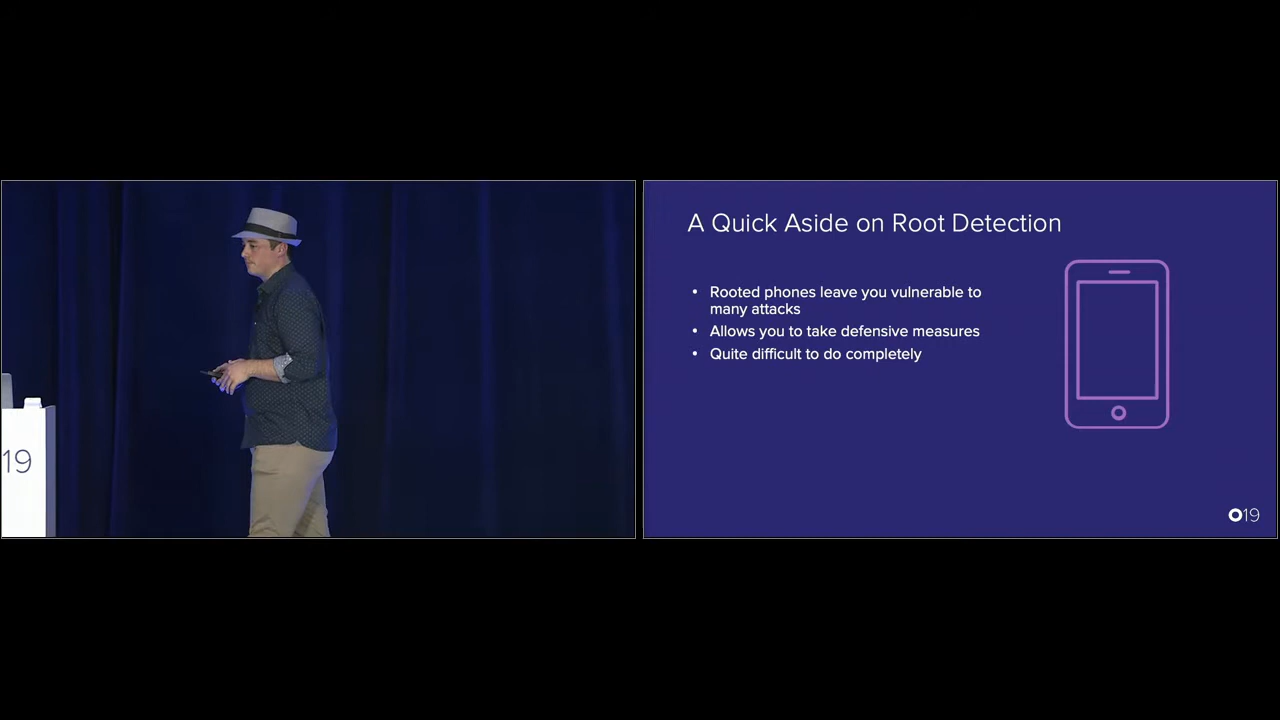 19
A Quick Aside on Root Detection
• Rooted phones leave you vulnerable to
many attacks
• Allows you to take defensive measures
• Quite difficult to do completely
O19